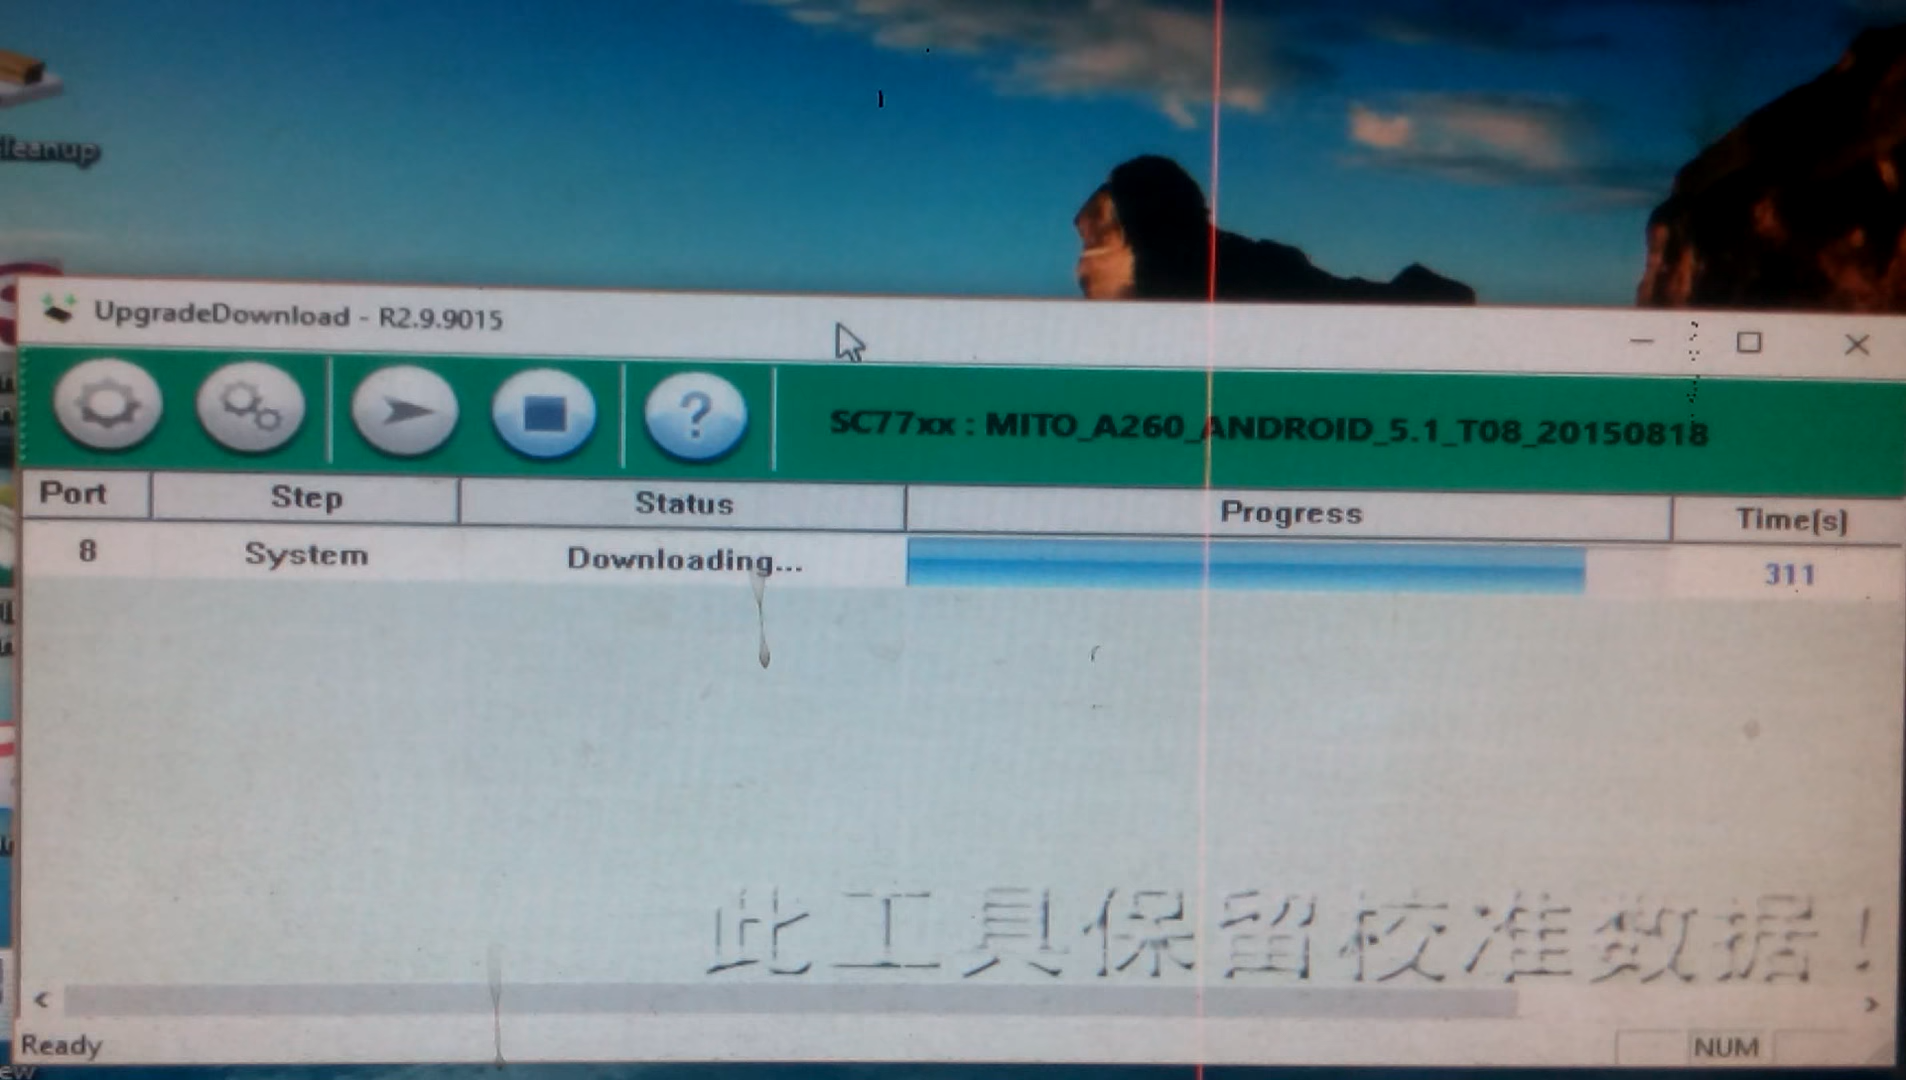 leanup
UpgradeDownload - R2.9.9015
SC77xx : MITO_A260_ANDROID_5.1_T08_20150818
Port Step Status Progress Time(s)
8 System Downloading... 311
此工具保留校准数据!
Ready NUM
ew